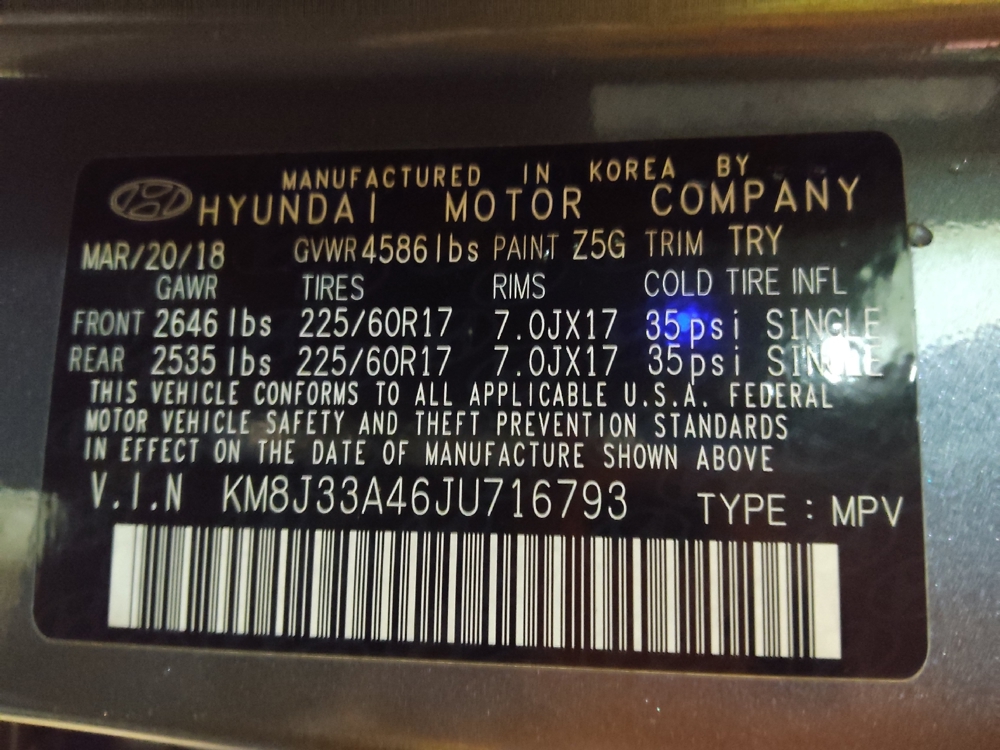 MANUFACTURED IN KOREA BY
HYUNDAI MOTOR COMPANY
MAR/20/18 GVWR 4586lbs PAINT Z5G TRIM TRY
GAWR TIRES RIMS COLD TIRE INFL
FRONT 2646 lbs 225/60R17 7.0JX17 35psi SINGLE
REAR 2535 lbs 225/60R17 7.0JX17 35psi SINGLE
THIS VEHICLE CONFORMS TO ALL APPLICABLE U.S.A. FEDERAL
MOTOR VEHICLE SAFETY AND THEFT PREVENTION STANDARDS
IN EFFECT ON THE DATE OF MANUFACTURE SHOWN ABOVE
V.I.N KM8J33A46JU716793 TYPE : MPV